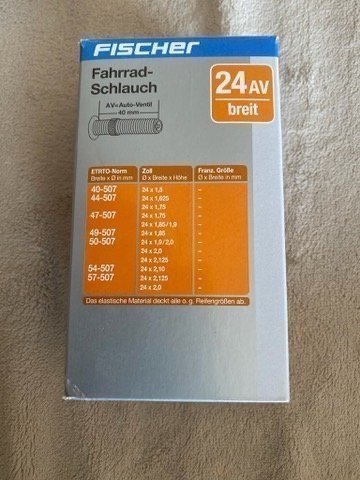 FISCHER
Fahrrad-
Schlauch
AV=Auto-Ventil
40 mm
24 AV
breit
ETRTO-Norm Zoll Franz. Größe
Breite x Ø in mm Ø x Breite x Höhe Ø x Breite in mm
40-507 24 x 1,5 –
44-507 24 x 1,625 –
24 x 1,75 –
47-507 24 x 1,75 –
24 x 1,85/1,9 –
49-507 24 x 1,85 –
50-507 24 x 1,9/2,0 –
24 x 2,0 –
24 x 2,125 –
54-507 24 x 2,10 –
57-507 24 x 2,125 –
24 x 2,0 –
Das elastische Material deckt alle o. g. Reifengrößen ab.